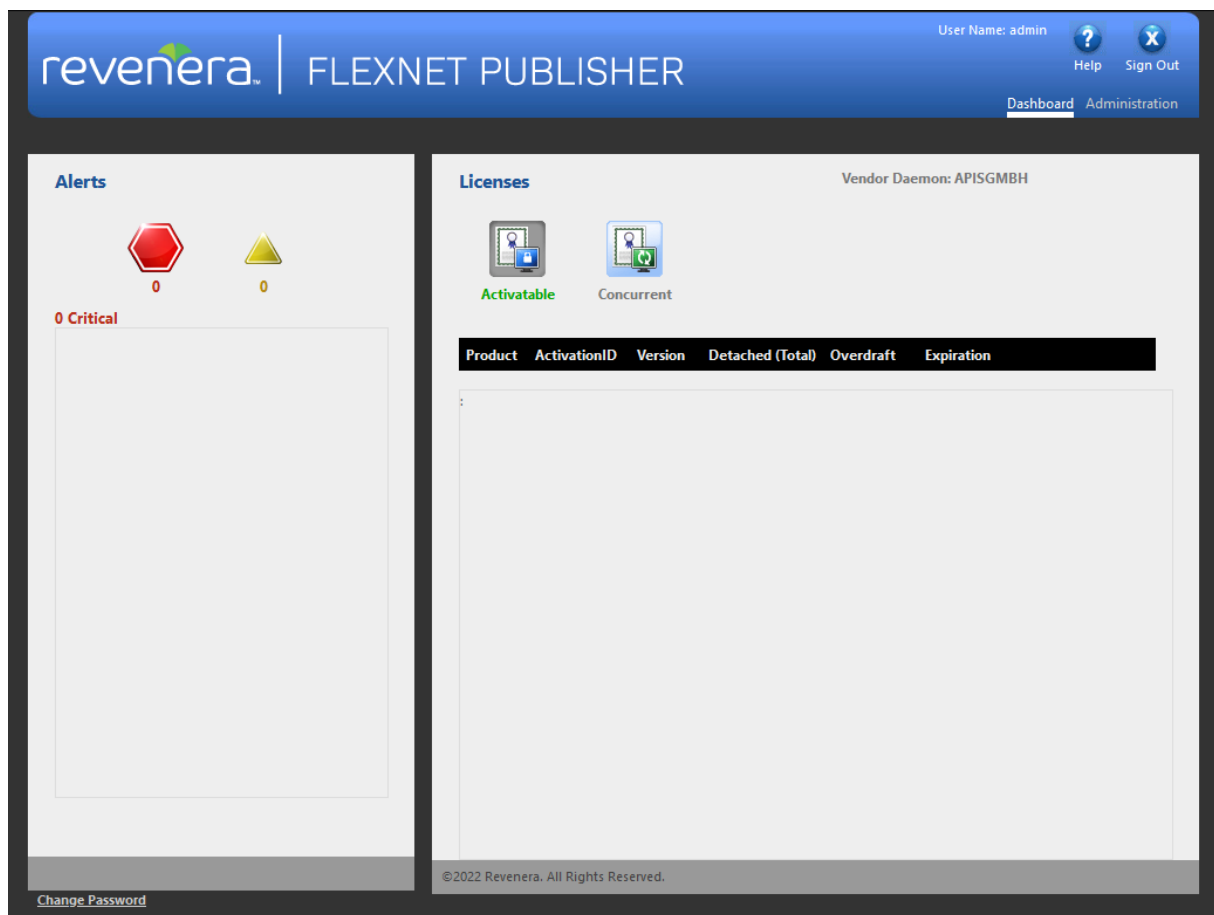 User Name: admin
revenera™ FLEXNET PUBLISHER
Help Sign Out
Dashboard Administration
Alerts
0 0
0 Critical
Licenses
Vendor Daemon: APISGMBH
Activatable Concurrent
Product ActivationID Version Detached (Total) Overdraft Expiration
:
©2022 Revenera. All Rights Reserved.
Change Password